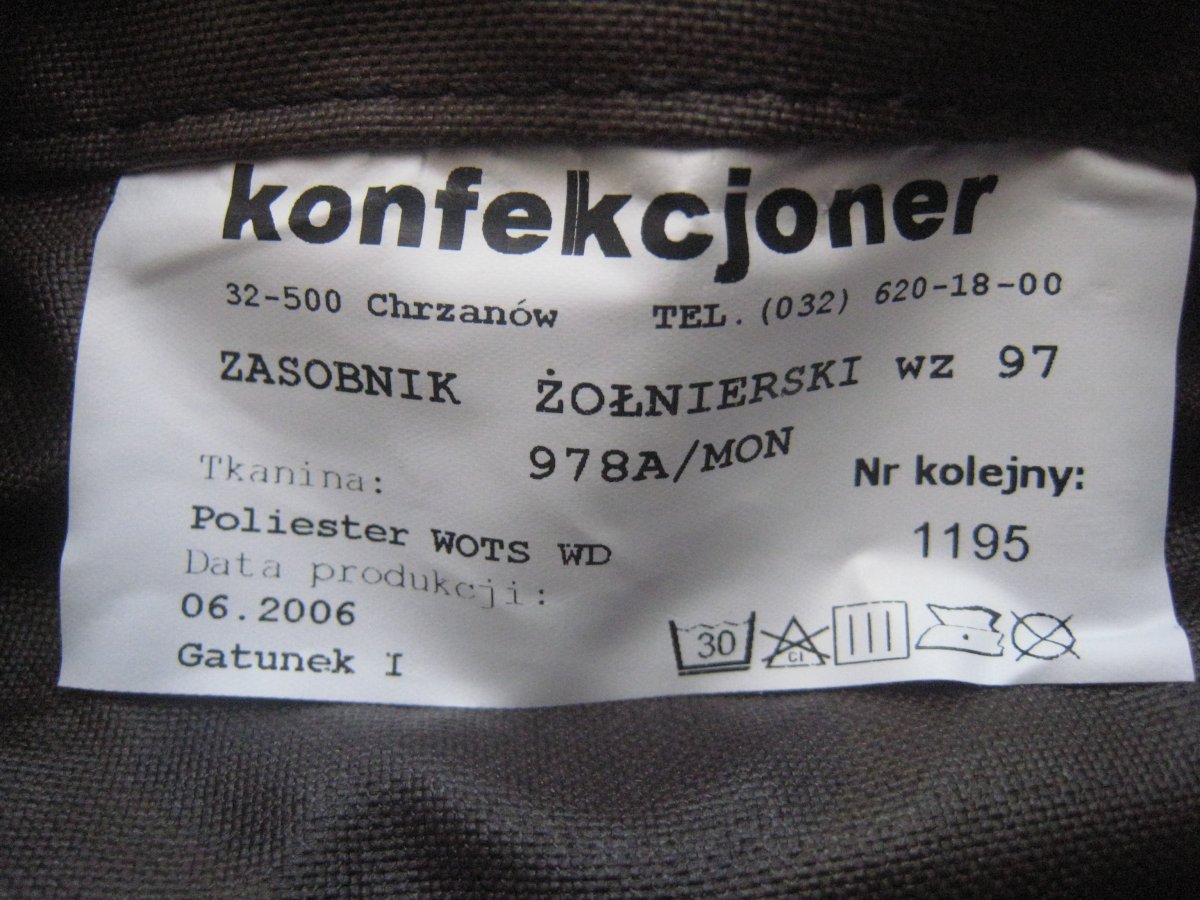 konfekcjoner
32-500 Chrzanów TEL. (032) 620-18-00
ZASOBNIK ŻOŁNIERSKI wz 97
978A/MON
Tkanina:
Nr kolejny:
Poliester WOTS WD
1195
Data produkcji:
06.2006
Gatunek I
30
Cl